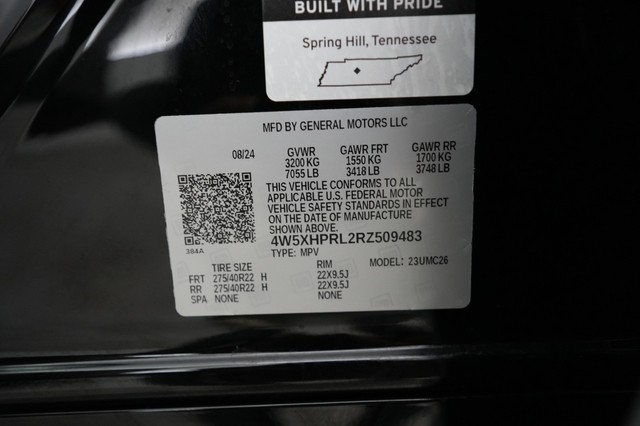 BUILT WITH PRIDE
Spring Hill, Tennessee
MFD BY GENERAL MOTORS LLC
08/24 GVWR GAWR FRT GAWR RR
3200 KG 1550 KG 1700 KG
7055 LB 3418 LB 3748 LB
THIS VEHICLE CONFORMS TO ALL
APPLICABLE U.S. FEDERAL MOTOR
VEHICLE SAFETY STANDARDS IN EFFECT
ON THE DATE OF MANUFACTURE
SHOWN ABOVE.
384A
4W5XHPRL2RZ509483
TYPE: MPV MODEL: 23UMC26
TIRE SIZE RIM
FRT 275/40R22 H 22X9.5J
RR 275/40R22 H 22X9.5J
SPA NONE NONE